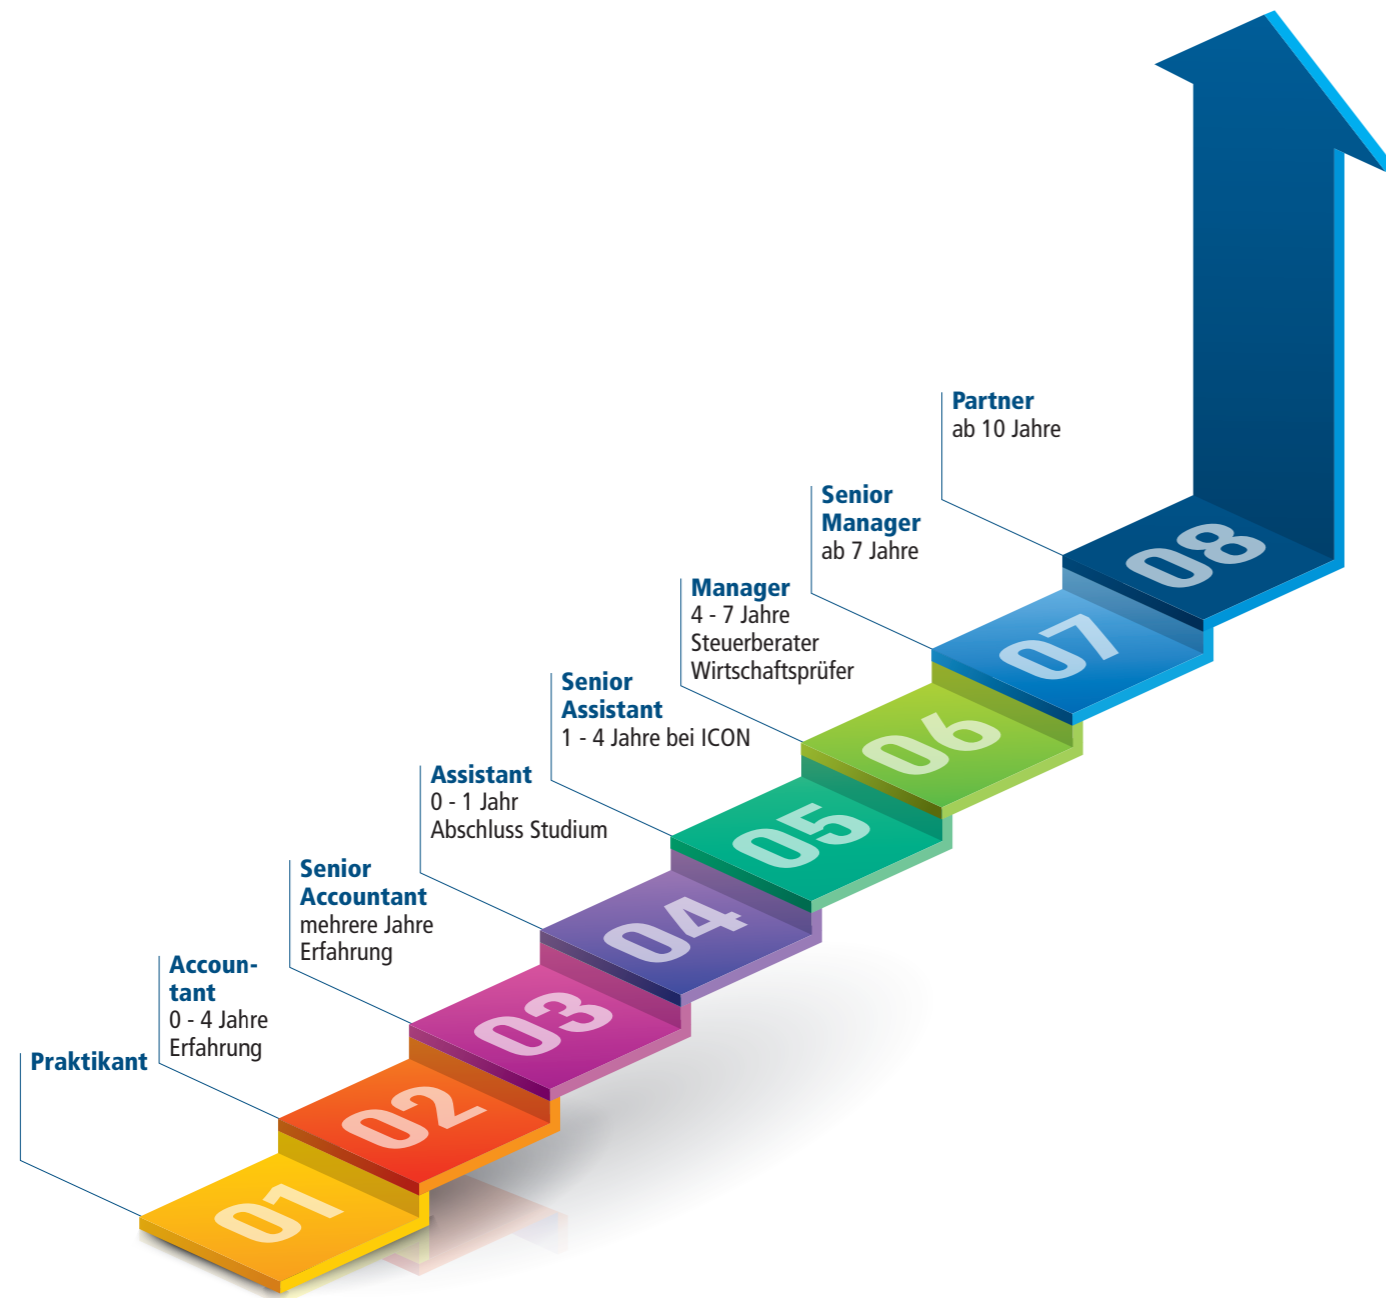 Partner
ab 10 Jahre
Senior
Manager
ab 7 Jahre
Manager
4 - 7 Jahre
Steuerberater
Wirtschaftsprüfer
Senior
Assistant
1 - 4 Jahre bei ICON
Assistant
0 - 1 Jahr
Abschluss Studium
Senior
Accountant
mehrere Jahre
Erfahrung
Accoun-
tant
0 - 4 Jahre
Erfahrung
Praktikant
08
07
06
05
04
03
02
01